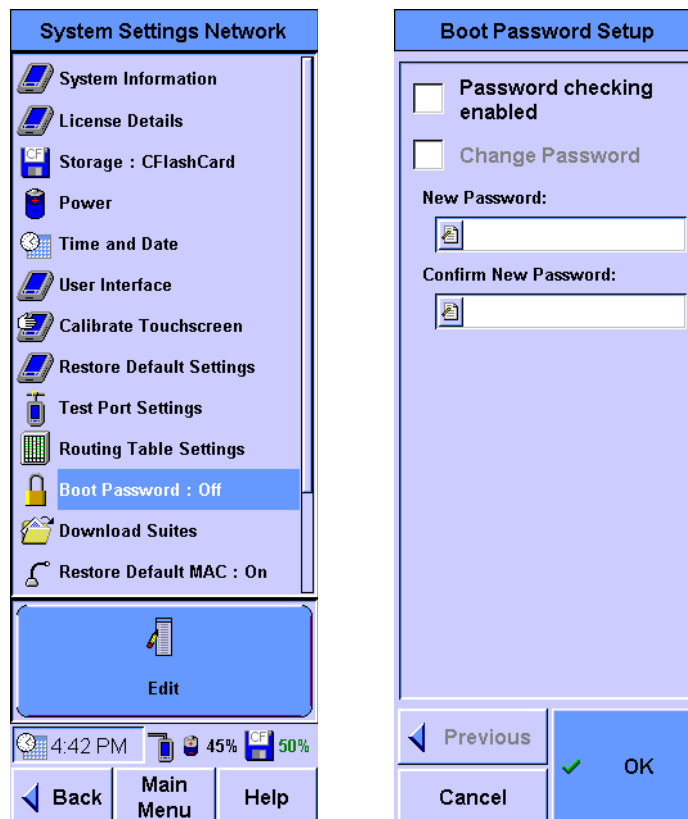 System Settings Network
System Information
License Details
CF
Storage : CFlashCard
Power
Time and Date
User Interface
Calibrate Touchscreen
Restore Default Settings
Test Port Settings
Routing Table Settings
Boot Password : Off
Download Suites
Restore Default MAC : On
Edit
4:42 PM
45%
CF
50%
Back
Main
Menu
Help
Boot Password Setup
Password checking
enabled
Change Password
New Password:
Confirm New Password:
Previous
Cancel
OK